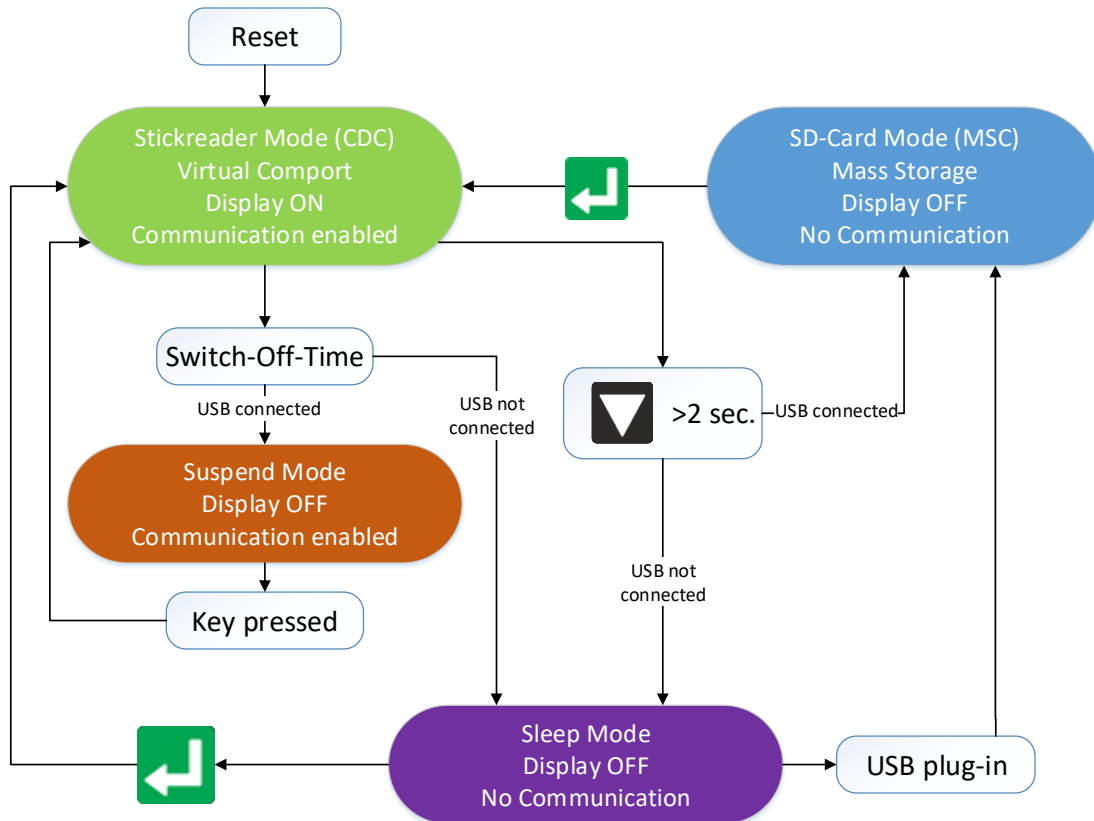 Reset
Stickreader Mode (CDC)
Virtual Comport
Display ON
Communication enabled
SD-Card Mode (MSC)
Mass Storage
Display OFF
No Communication
Switch-Off-Time
USB connected
USB not
connected
>2 sec.
USB connected
Suspend Mode
Display OFF
Communication enabled
USB not
connected
Key pressed
Sleep Mode
Display OFF
No Communication
USB plug-in